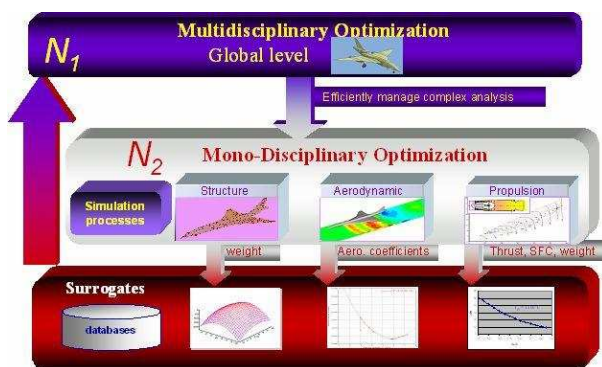 Multidisciplinary Optimization
N1
Global level
Efficiently manage complex analysis
N2
Mono-Disciplinary Optimization
Structure
Aerodynamic
Propulsion
Simulation
processes
weight
Aero. coefficients
Thrust, SFC, weight
Surrogates
databases